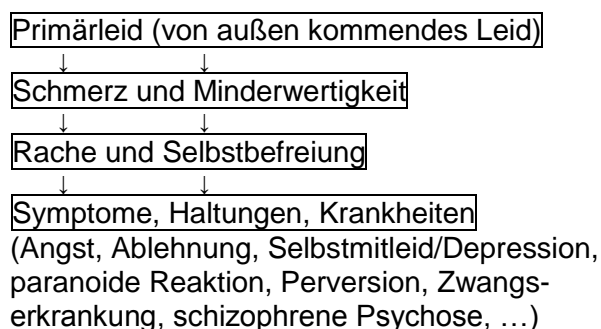 Primärleid (von außen kommendes Leid)
↓ ↓
Schmerz und Minderwertigkeit
↓ ↓
Rache und Selbstbefreiung
↓ ↓
Symptome, Haltungen, Krankheiten
(Angst, Ablehnung, Selbstmitleid/Depression,
paranoide Reaktion, Perversion, Zwangs-
erkrankung, schizophrene Psychose, …)